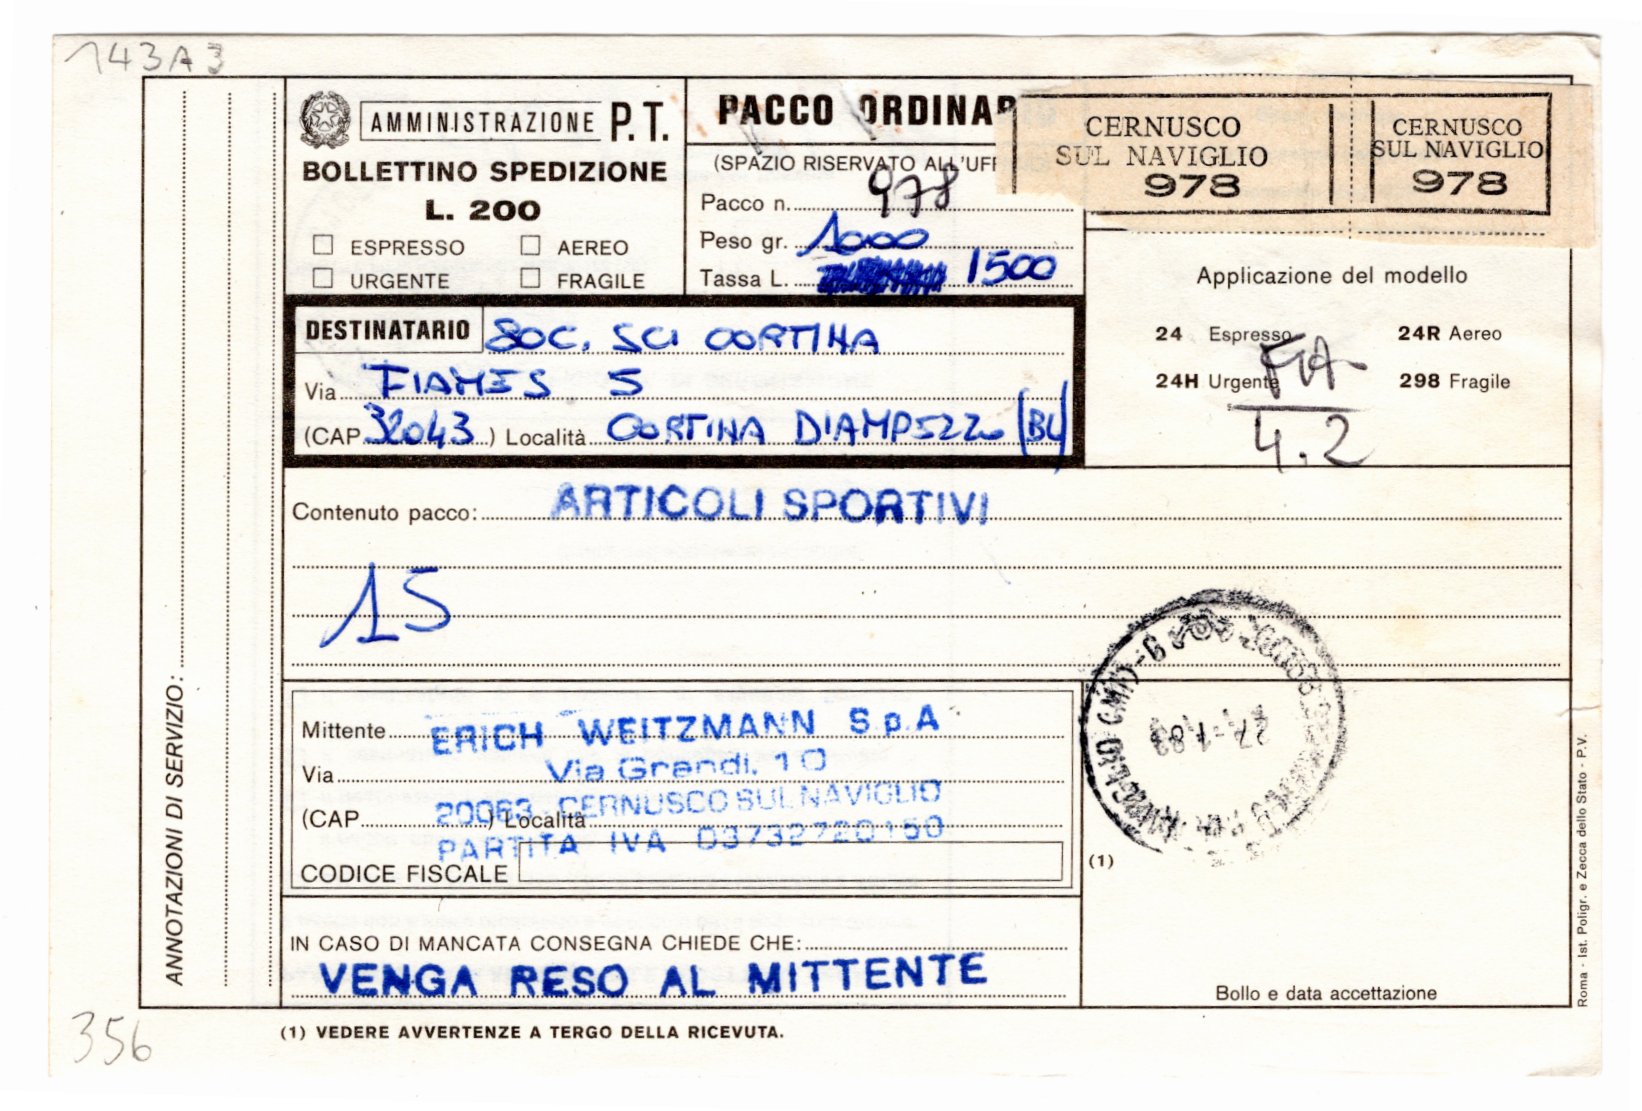 143A3
AMMINISTRAZIONE P.T.
BOLLETTINO SPEDIZIONE
L. 200
ESPRESSO AEREO
URGENTE FRAGILE
PACCO ORDINAR
(SPAZIO RISERVATO ALL'UFF
Pacco n. 978
Peso gr. 1000
Tassa L. 1500
CERNUSCO
SUL NAVIGLIO
978
CERNUSCO
SUL NAVIGLIO
978
Applicazione del modello
24 Espresso 24R Aereo
24H Urgente 298 Fragile
4.2
DESTINATARIO SOC. SCI CORTINA
Via FIAMES 5
(CAP 32043 ) Località CORTINA DIAMPEZZO (BL)
Contenuto pacco: ARTICOLI SPORTIVI
15
Mittente ERICH WEITZMANN S.p.A
Via Via Grandi, 10
(CAP ) Località 20063 CERNUSCO SUL NAVIGLIO
PARTITA IVA 03732720150
CODICE FISCALE
27.-1.83
(1)
IN CASO DI MANCATA CONSEGNA CHIEDE CHE:
VENGA RESO AL MITTENTE
Bollo e data accettazione
ANNOTAZIONI DI SERVIZIO:
Roma - Ist. Poligr. e Zecca dello Stato - P.V.
(1) VEDERE AVVERTENZE A TERGO DELLA RICEVUTA.
356